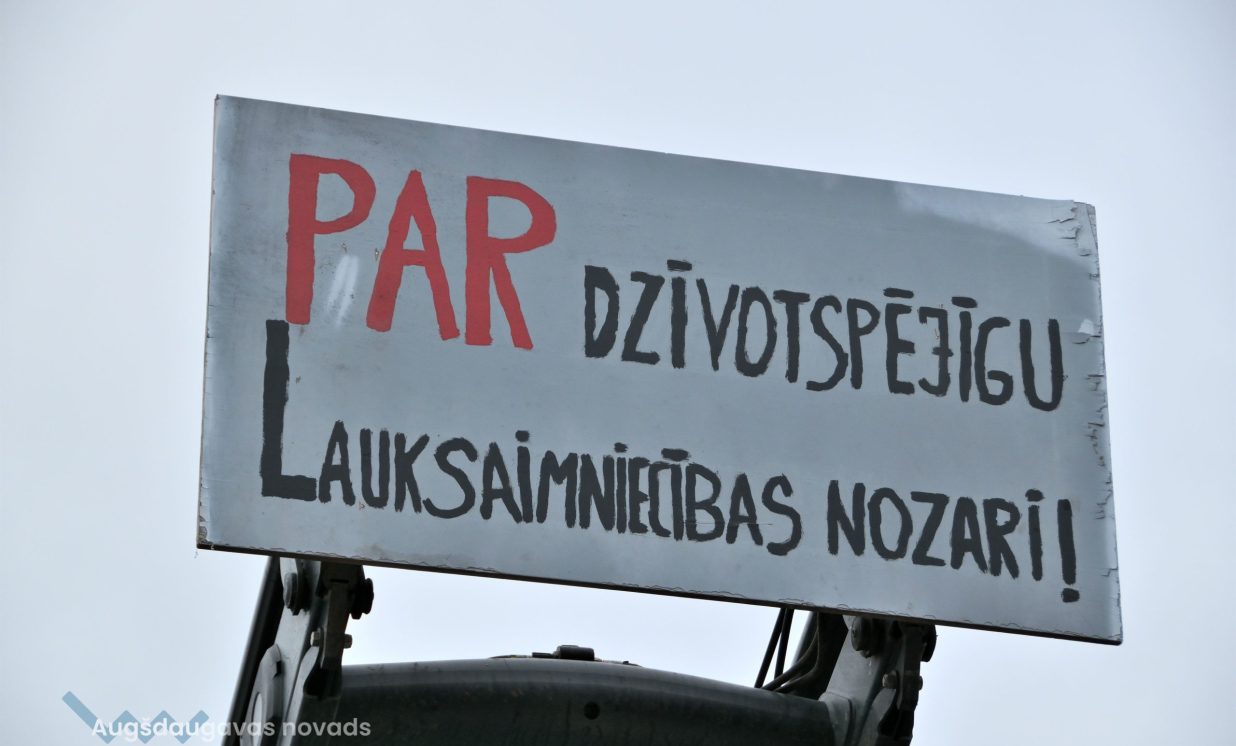 PAR DZĪVOTSPĒJĪGU
LAUKSAIMNIECĪBAS NOZARI!
Augšdaugavas novads